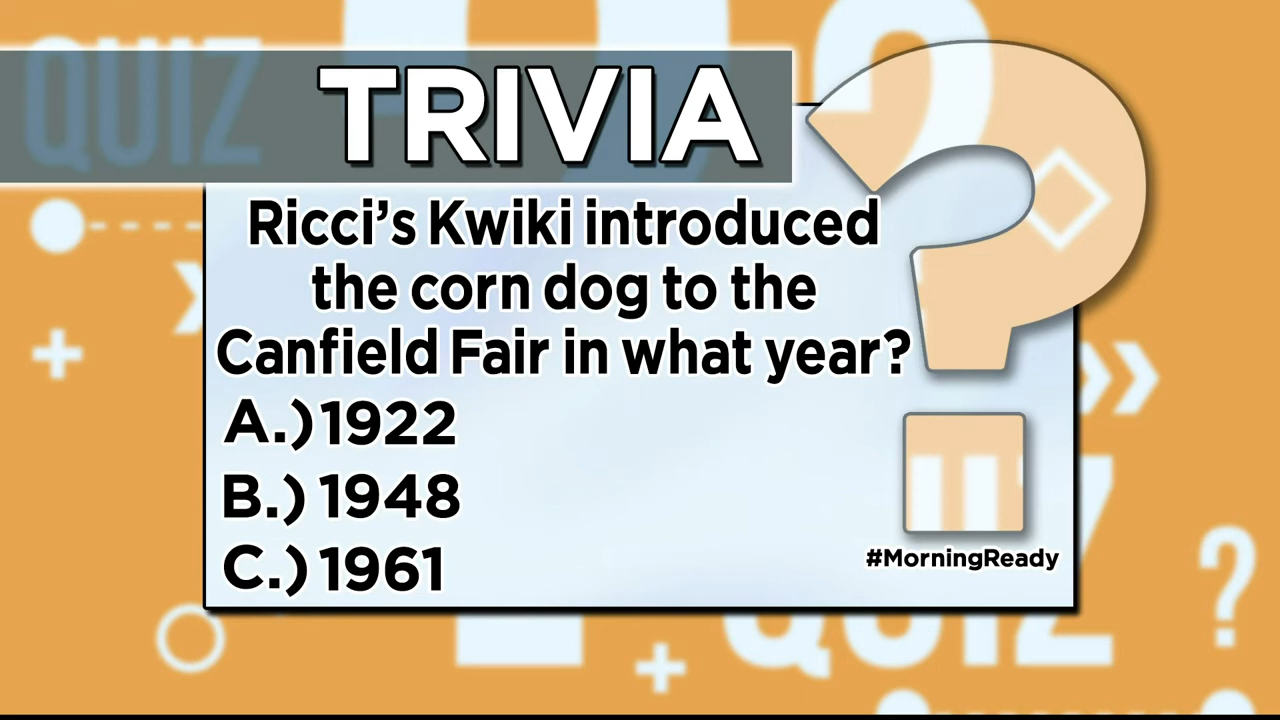 QUIZ
TRIVIA
Ricci's Kwiki introduced
the corn dog to the
Canfield Fair in what year?
A.) 1922
B.) 1948
C.) 1961
#MorningReady
QUIZ